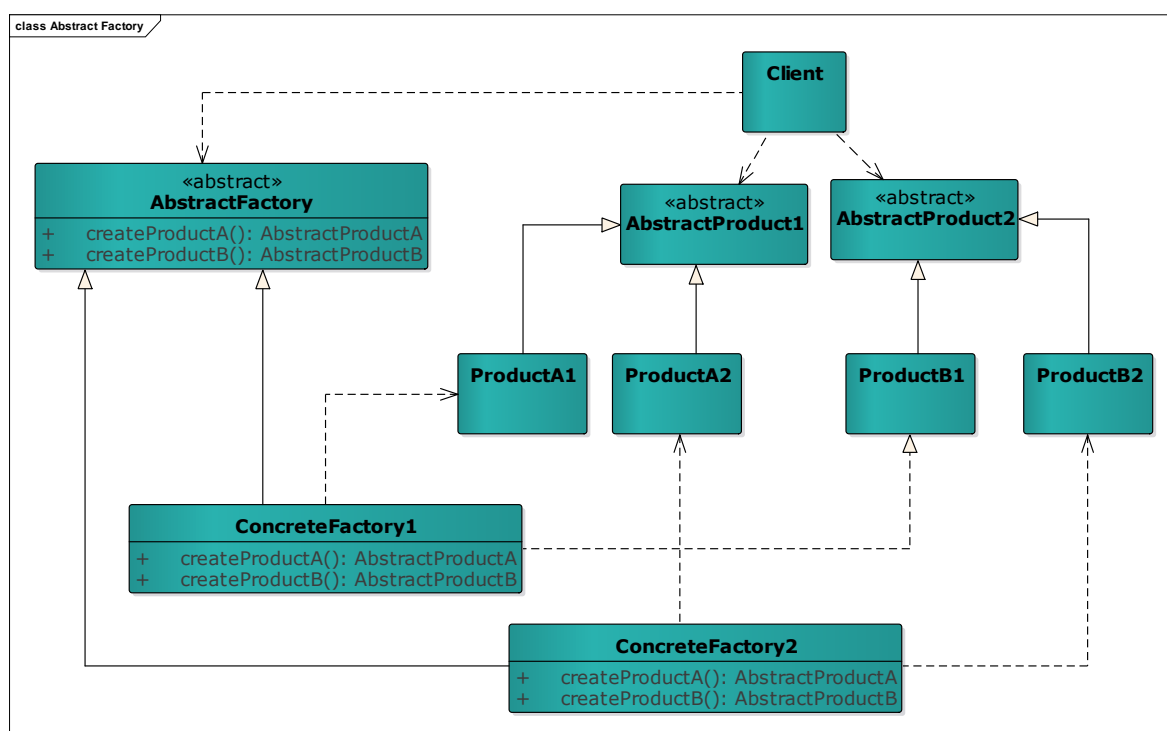 class Abstract Factory
Client
«abstract»
AbstractFactory
+ createProductA(): AbstractProductA
+ createProductB(): AbstractProductB
«abstract»
AbstractProduct1
«abstract»
AbstractProduct2
ProductA1
ProductA2
ProductB1
ProductB2
ConcreteFactory1
+ createProductA(): AbstractProductA
+ createProductB(): AbstractProductB
ConcreteFactory2
+ createProductA(): AbstractProductA
+ createProductB(): AbstractProductB